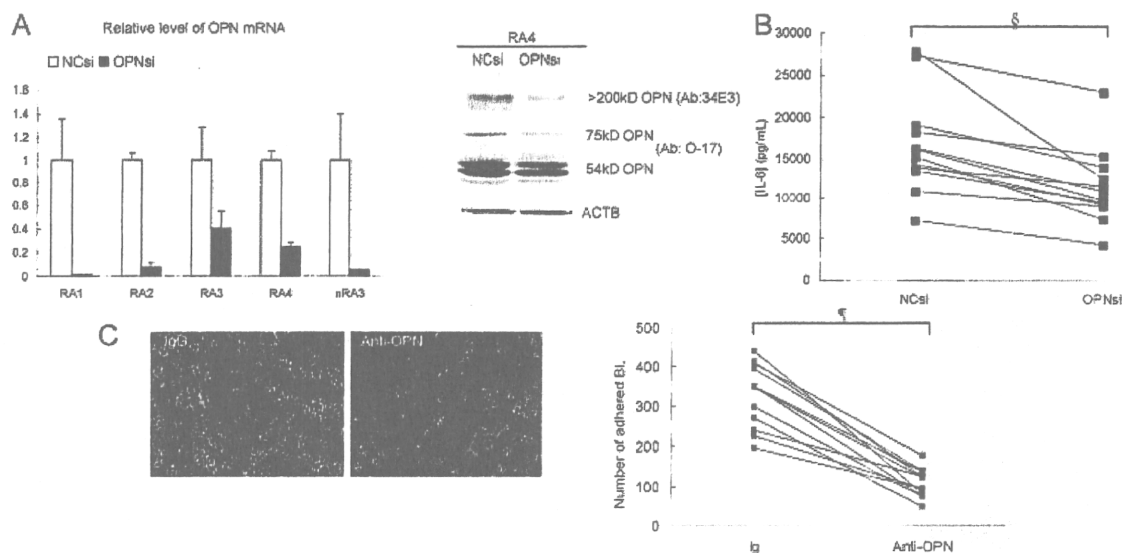 A
Relative level of OPN mRNA
NCsi OPNsi
1.8
1.6
1.4
1.2
1
0.8
0.6
0.4
0.2
0
RA1 RA2 RA3 RA4 nRA3
RA4
NCsi OPNsi
>200kD OPN (Ab:34E3)
75kD OPN
(Ab: O-17)
54kD OPN
ACTB
B
§
30000
25000
20000
15000
10000
5000
0
[IL-6] (pg/mL)
NCsi OPNsi
C
IgG
Anti-OPN
¶
500
400
300
200
100
0
Number of adhered BL.
Ig Anti-OPN